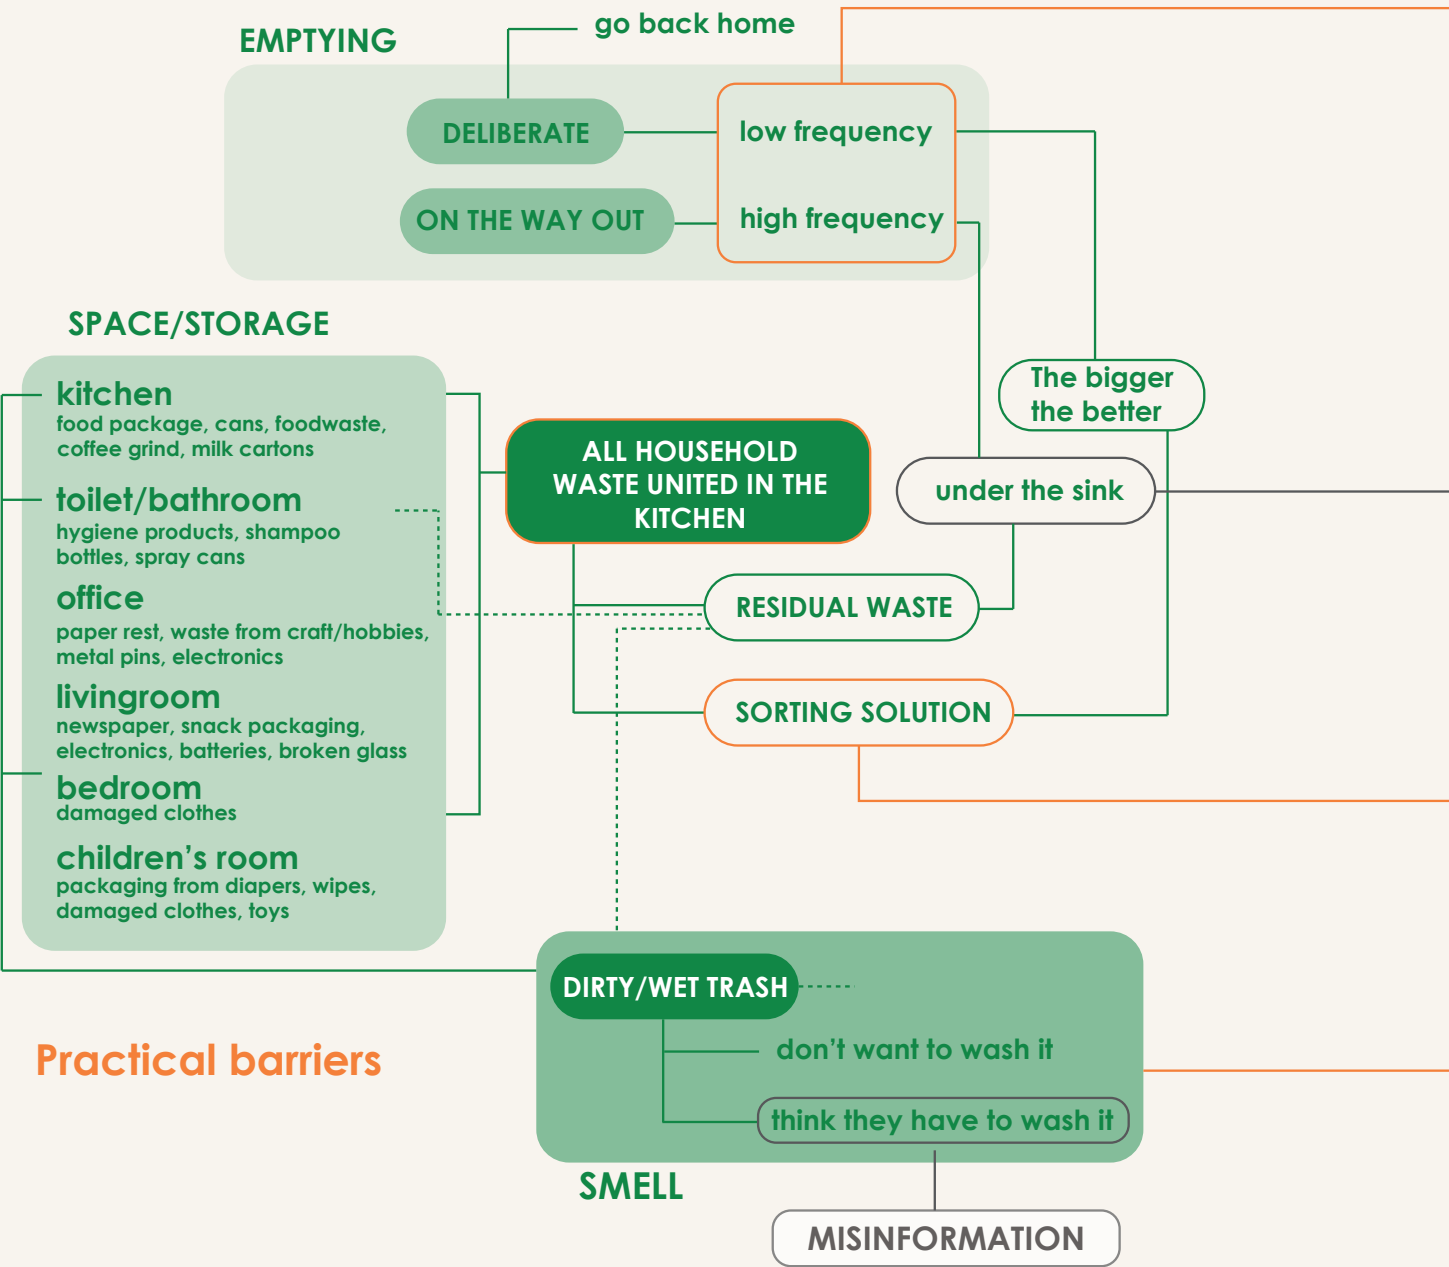 go back home
EMPTYING
DELIBERATE
low frequency
ON THE WAY OUT
high frequency
SPACE/STORAGE
kitchen
food package, cans, foodwaste,
coffee grind, milk cartons
toilet/bathroom
hygiene products, shampoo
bottles, spray cans
office
paper rest, waste from craft/hobbies,
metal pins, electronics
livingroom
newspaper, snack packaging,
electronics, batteries, broken glass
bedroom
damaged clothes
children's room
packaging from diapers, wipes,
damaged clothes, toys
ALL HOUSEHOLD
WASTE UNITED IN THE
KITCHEN
The bigger
the better
under the sink
RESIDUAL WASTE
SORTING SOLUTION
DIRTY/WET TRASH
don't want to wash it
think they have to wash it
SMELL
MISINFORMATION
Practical barriers